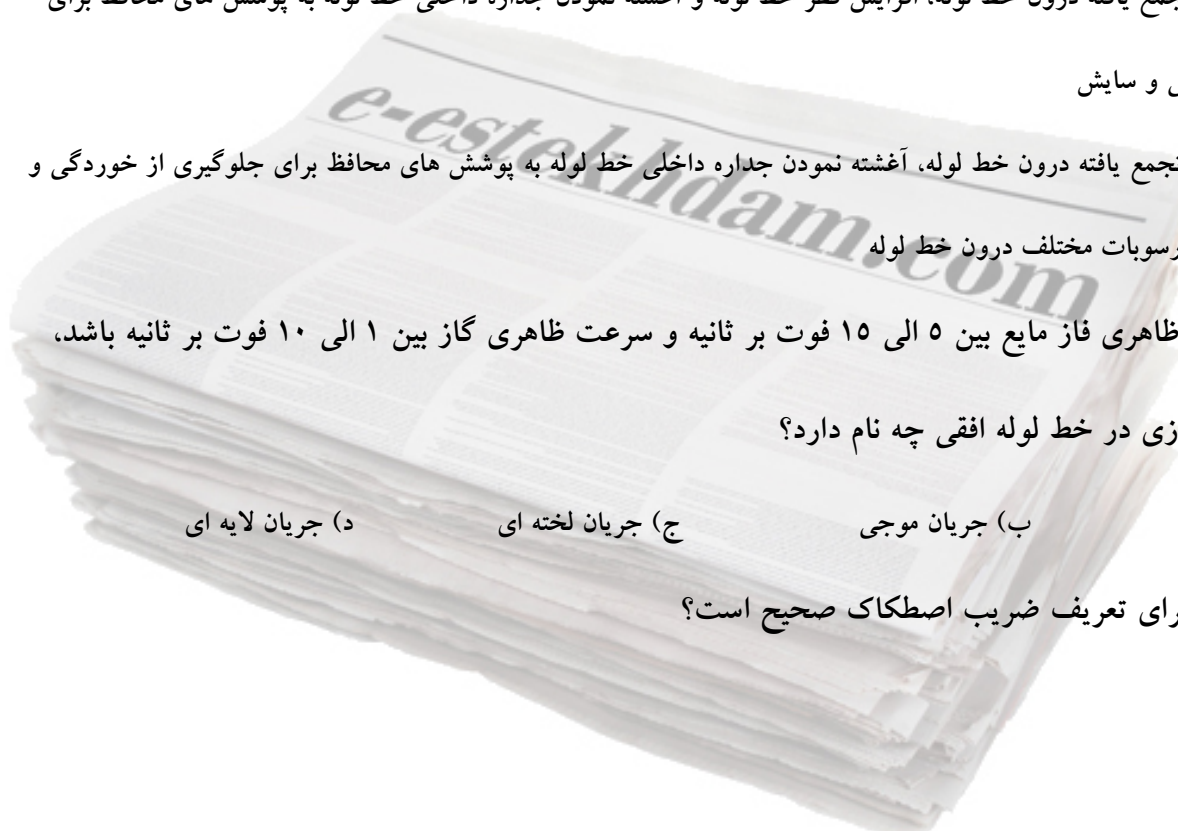 تجمع یافته درون خط لوله، افزایش قطر خط لوله و آغشته نمودن جداره داخلی خط لوله به پوشش های محافظ برای
و سایش
e-estekhdam.com
تجمع یافته درون خط لوله، آغشته نمودن جداره داخلی خط لوله به پوشش های محافظ برای جلوگیری از خوردگی و
رسوبات مختلف درون خط لوله
ظاهری فاز مایع بین ۵ الی ۱۵ فوت بر ثانیه و سرعت ظاهری گاز بین ۱ الی ۱۰ فوت بر ثانیه باشد،
زی در خط لوله افقی چه نام دارد؟
ب) جریان موجی ج) جریان لخته ای د) جریان لایه ای
رای تعریف ضریب اصطکاک صحیح است؟